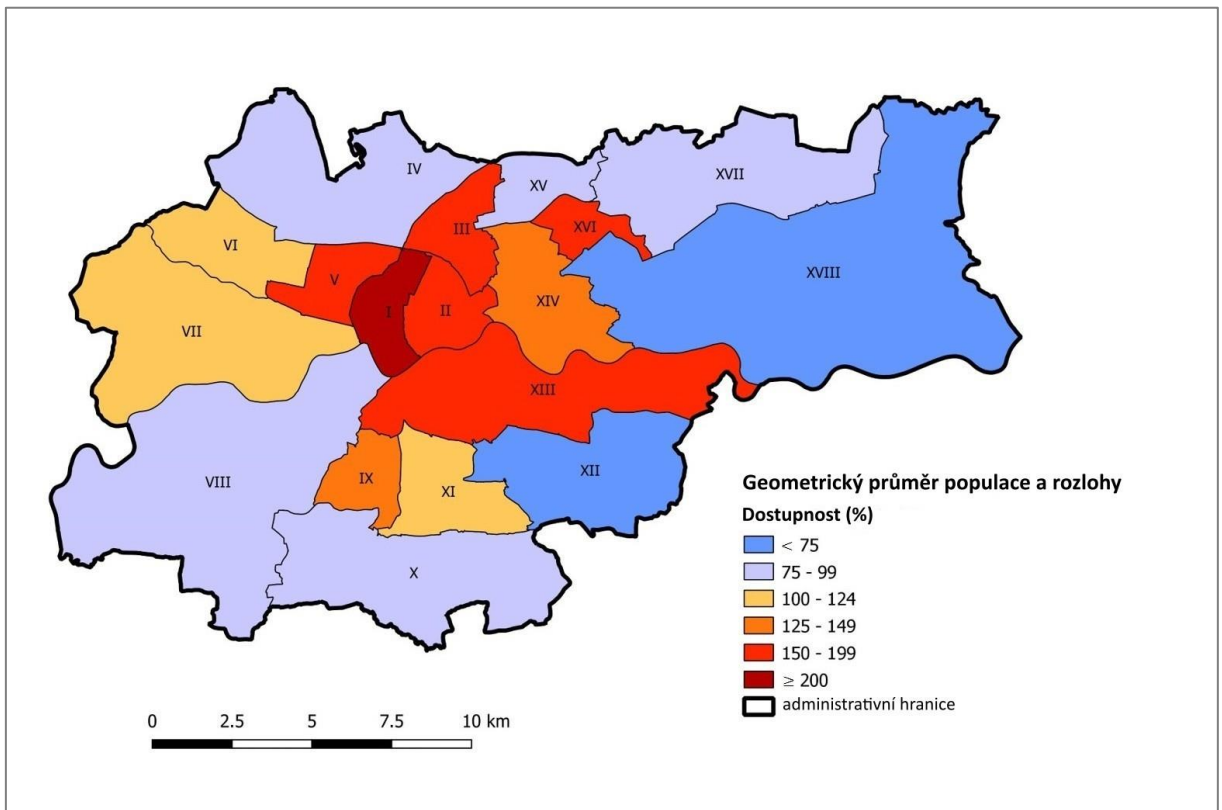 IV
XV
XVII
III
XVI
VI
V
XVIII
I
II
XIV
VII
XIII
VIII
IX
XI
XII
X
Geometrický průměr populace a rozlohy
Dostupnost (%)
< 75
75 - 99
100 - 124
125 - 149
150 - 199
≥ 200
administrativní hranice
0 2.5 5 7.5 10 km